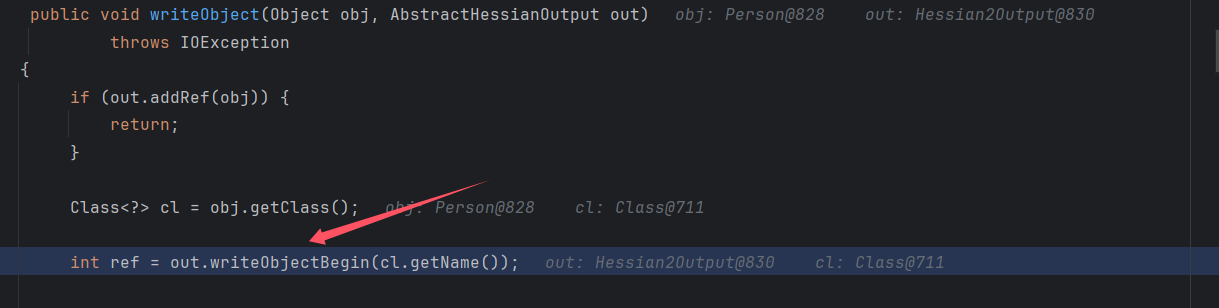 public void writeObject(Object obj, AbstractHessianOutput out)   obj: Person@828    out: Hessian2Output@830
        throws IOException
{
    if (out.addRef(obj)) {
        return;
    }
    Class<?> cl = obj.getClass();   obj: Person@828    cl: Class@711
    int ref = out.writeObjectBegin(cl.getName());   out: Hessian2Output@830    cl: Class@711